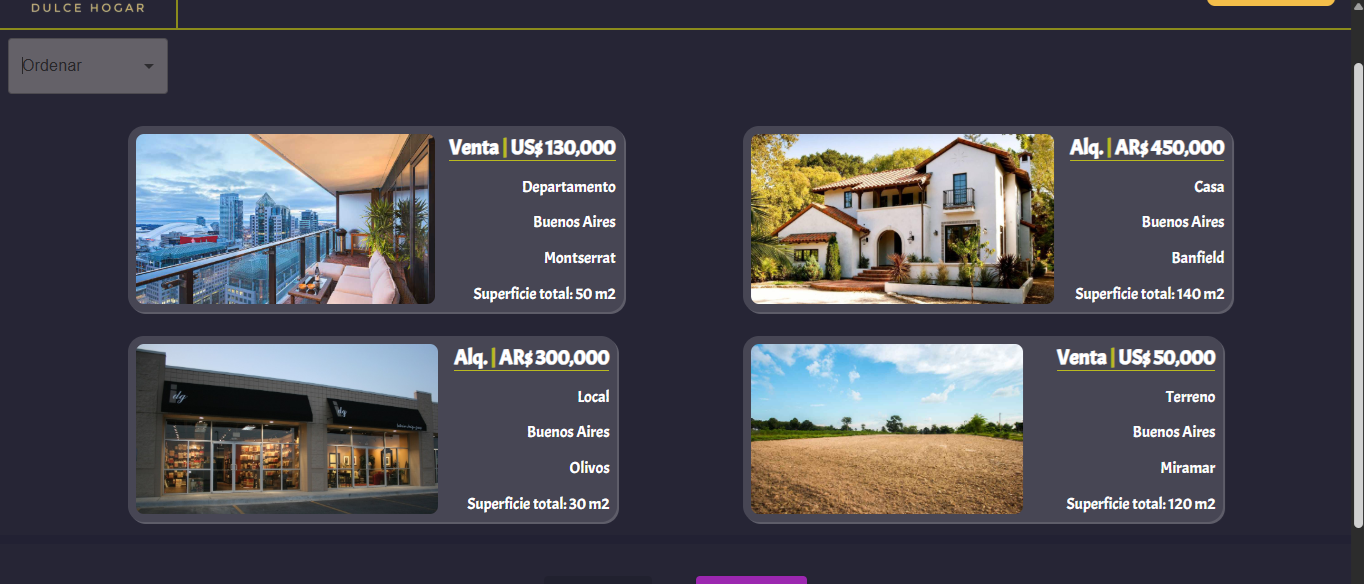 DULCE HOGAR
Ordenar
Venta | US$ 130,000
Departamento
Buenos Aires
Montserrat
Superficie total: 50 m2
Alq. | AR$ 450,000
Casa
Buenos Aires
Banfield
Superficie total: 140 m2
Alq. | AR$ 300,000
Local
Buenos Aires
Olivos
Superficie total: 30 m2
Venta | US$ 50,000
Terreno
Buenos Aires
Miramar
Superficie total: 120 m2